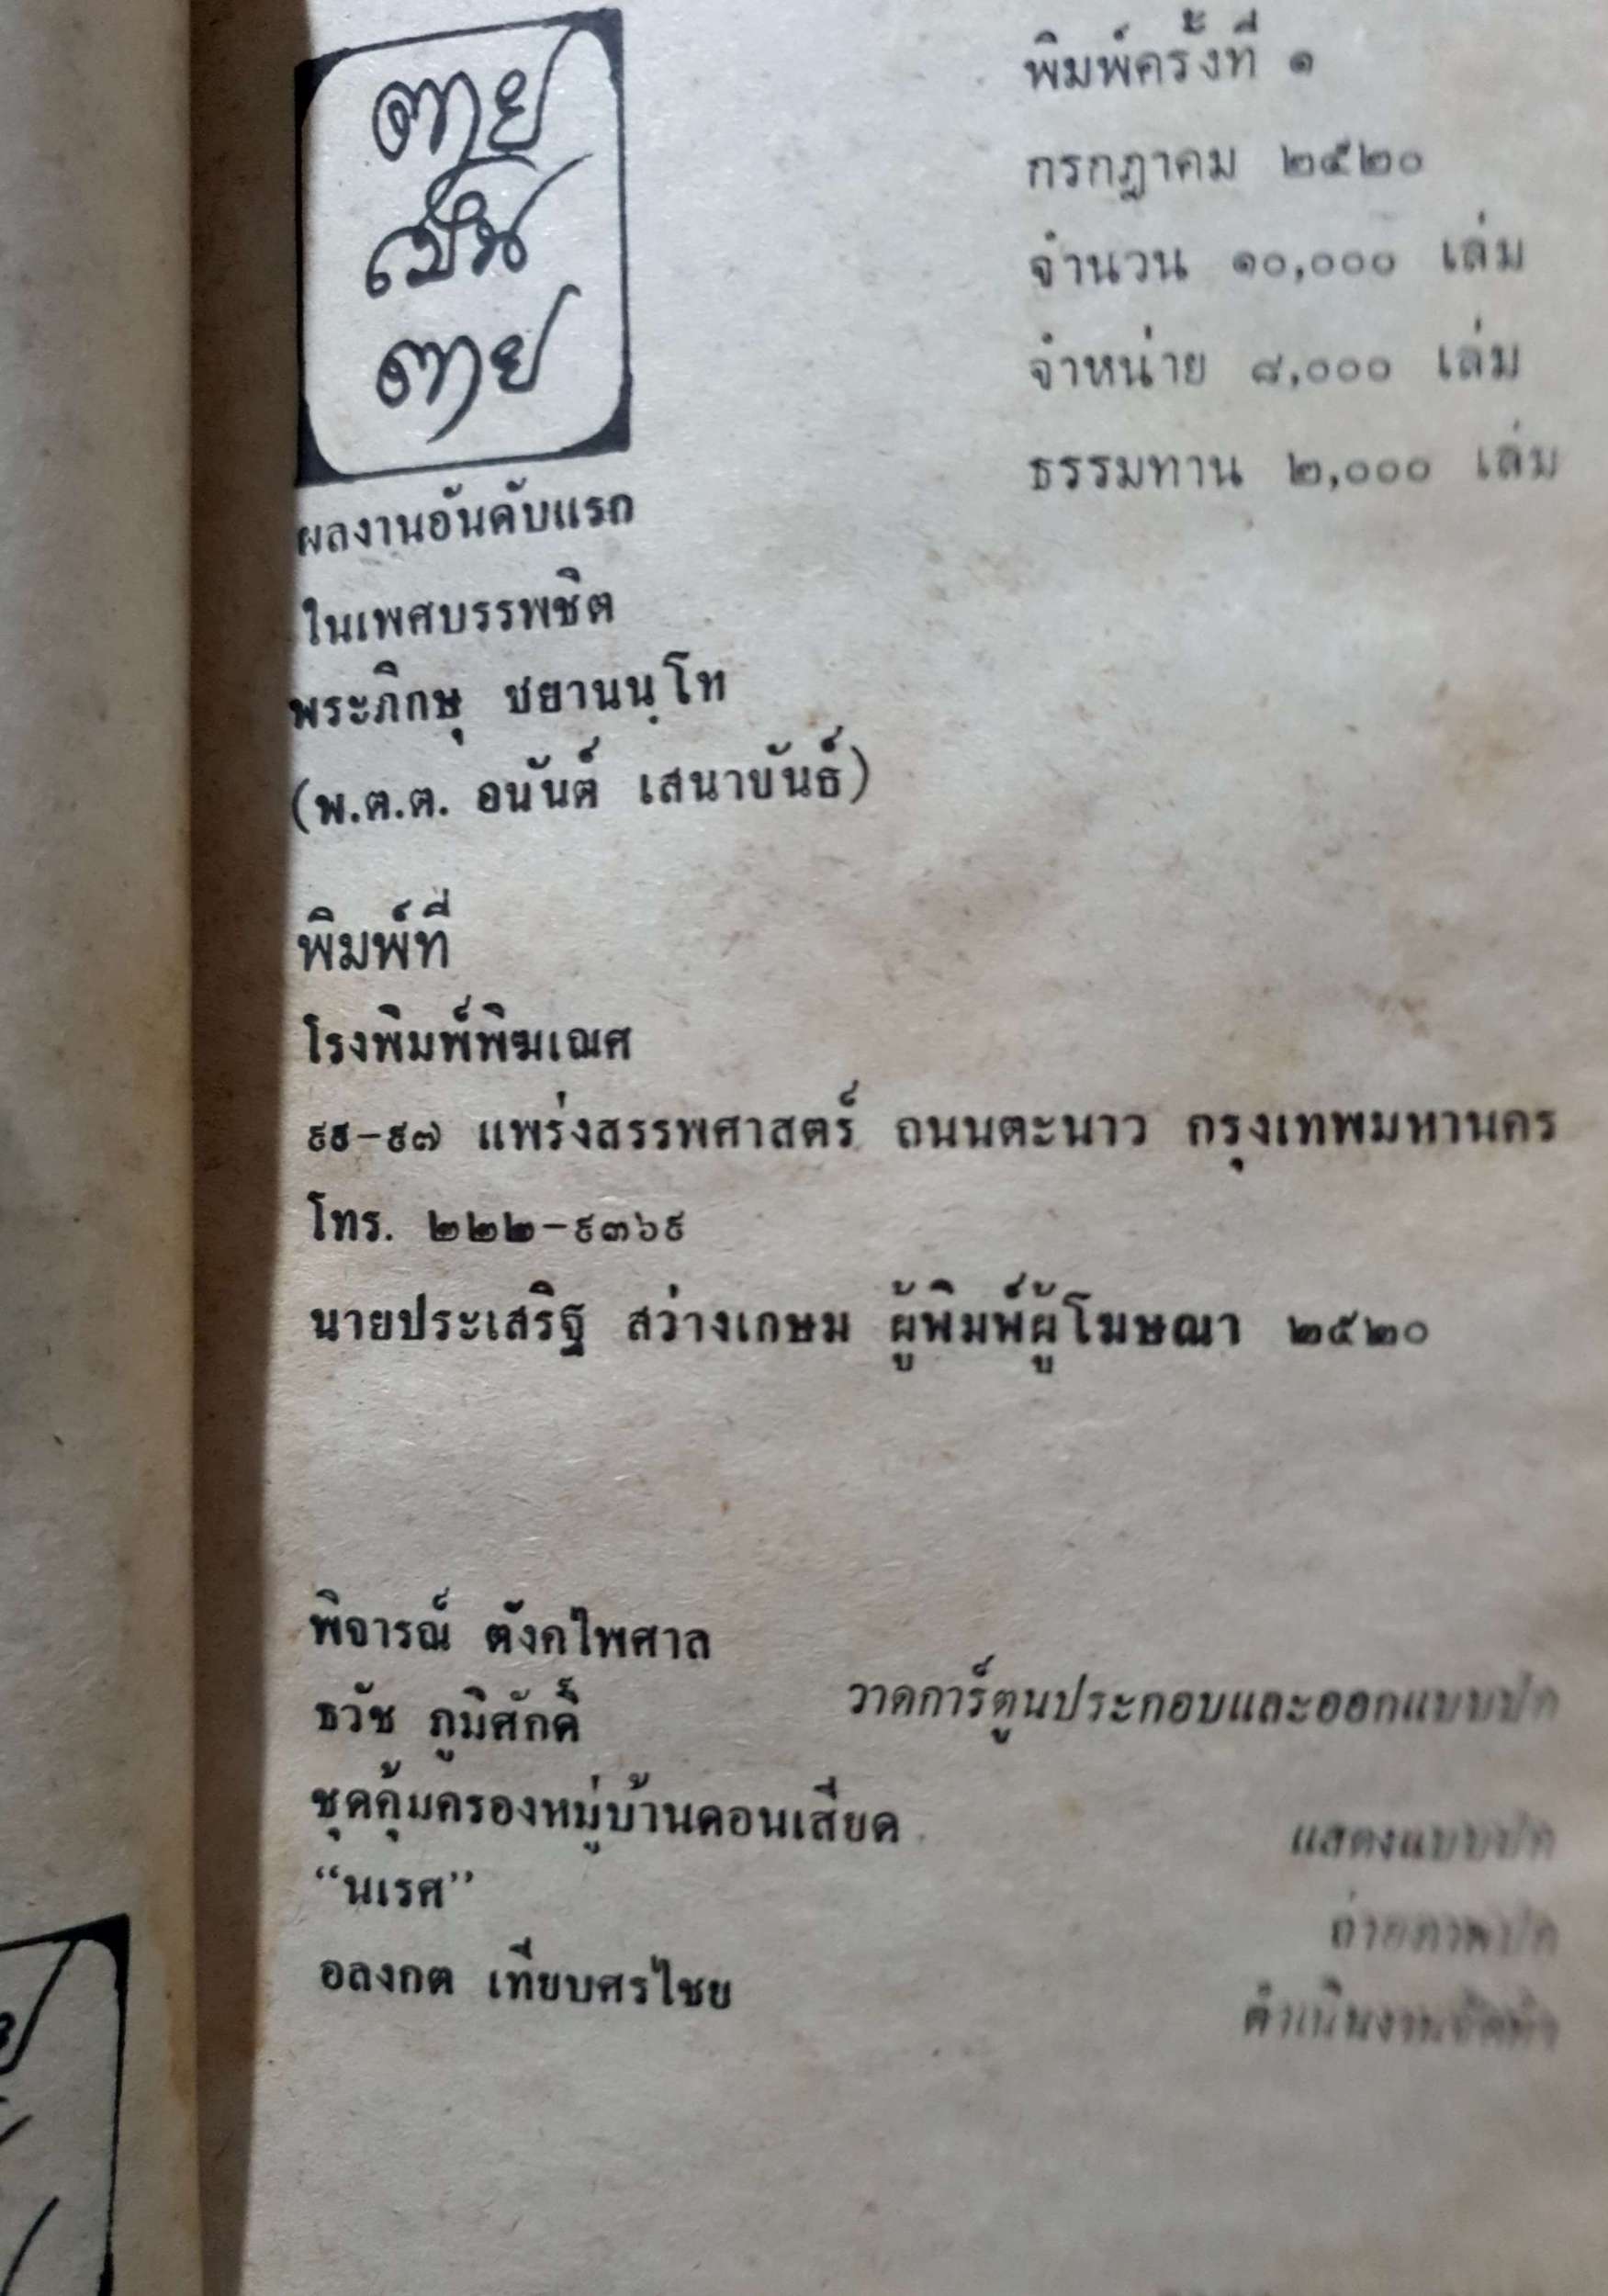 ตาย
เป็น
ตาย
พิมพ์ครั้งที่ ๑
กรกฎาคม ๒๕๒๐
จำนวน ๑๐,๐๐๐ เล่ม
จำหน่าย ๘,๐๐๐ เล่ม
ธรรมทาน ๒,๐๐๐ เล่ม
ผลงานอันดับแรก
ในเพศบรรพชิต
พระภิกษุ ชยานนฺโท
(พ.ต.ต. อนันต์ เสนาขันธ์)
พิมพ์ที่
โรงพิมพ์พิฆเณศ
๙๕-๙๗ แพร่งสรรพศาสตร์ ถนนตะนาว กรุงเทพมหานคร
โทร. ๒๒๒-๙๓๖๙
นายประเสริฐ สว่างเกษม ผู้พิมพ์ผู้โฆษณา ๒๕๒๐
พิจารณ์ ตังคไพศาล
ธวัช ภูมิศักดิ์ วาดการ์ตูนประกอบและออกแบบปก
ชุดคุ้มครองหมู่บ้านดอนเสียด แสดงแบบปก
“นเรศ” ถ่ายภาพปก
อลงกต เทียบศรไชย ดำเนินงานจัดทำ